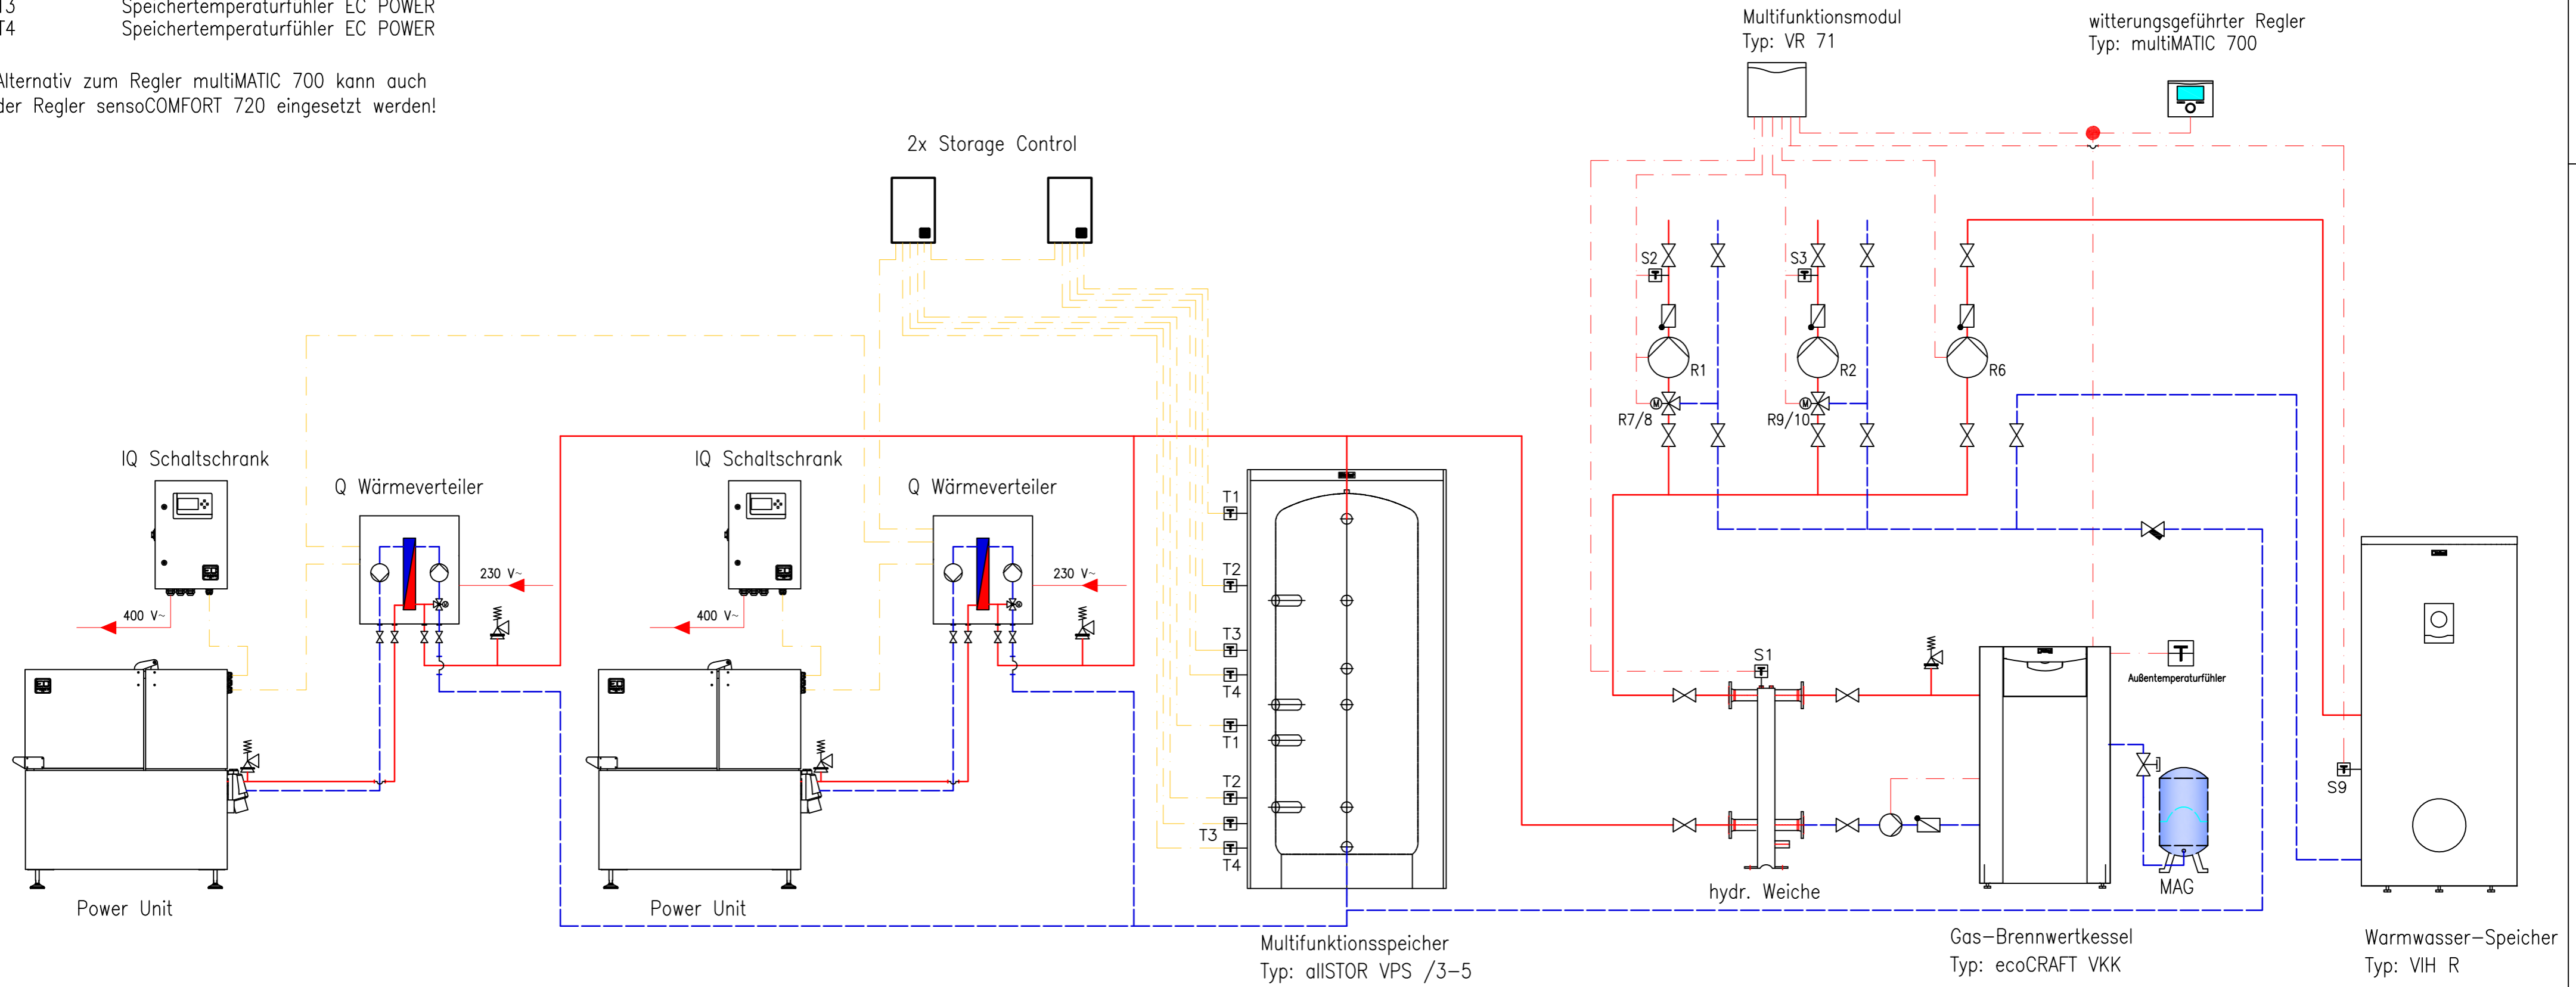 T3 Speichertemperaturfühler EC POWER
T4 Speichertemperaturfühler EC POWER
Alternativ zum Regler multiMATIC 700 kann auch
der Regler sensoCOMFORT 720 eingesetzt werden!
Multifunktionsmodul
Typ: VR 71
witterungsgeführter Regler
Typ: multiMATIC 700
2x Storage Control
S2
S3
R1
R2
R6
R7/8
R9/10
M
M
IQ Schaltschrank
Q Wärmeverteiler
IQ Schaltschrank
Q Wärmeverteiler
230 V~
230 V~
400 V~
400 V~
T1
T2
T3
T4
T1
T2
T3
T4
S1
T
Außentemperaturfühler
S9
MAG
hydr. Weiche
Power Unit
Power Unit
Multifunktionsspeicher
Typ: allSTOR VPS /3-5
Gas-Brennwertkessel
Typ: ecoCRAFT VKK
Warmwasser-Speicher
Typ: VIH R